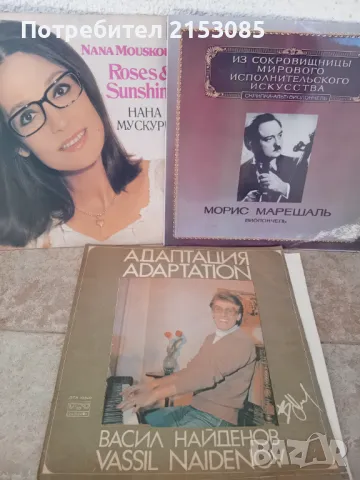 Потребител 2153085
NANA MOUSKOURI
Roses &
Sunshine
НАНА
МУСКУРИ
ИЗ СОКРОВИЩНИЦЫ
МИРОВОГО
ИСПОЛНИТЕЛЬСКОГО
ИСКУССТВА
МОРИС МАРЕШАЛЬ
ВИОЛОНЧЕЛЬ
АДАПТАЦИЯ
ADAPTATION
ВАСИЛ НАЙДЕНОВ
VASSIL NAIDENOV
BAZAR